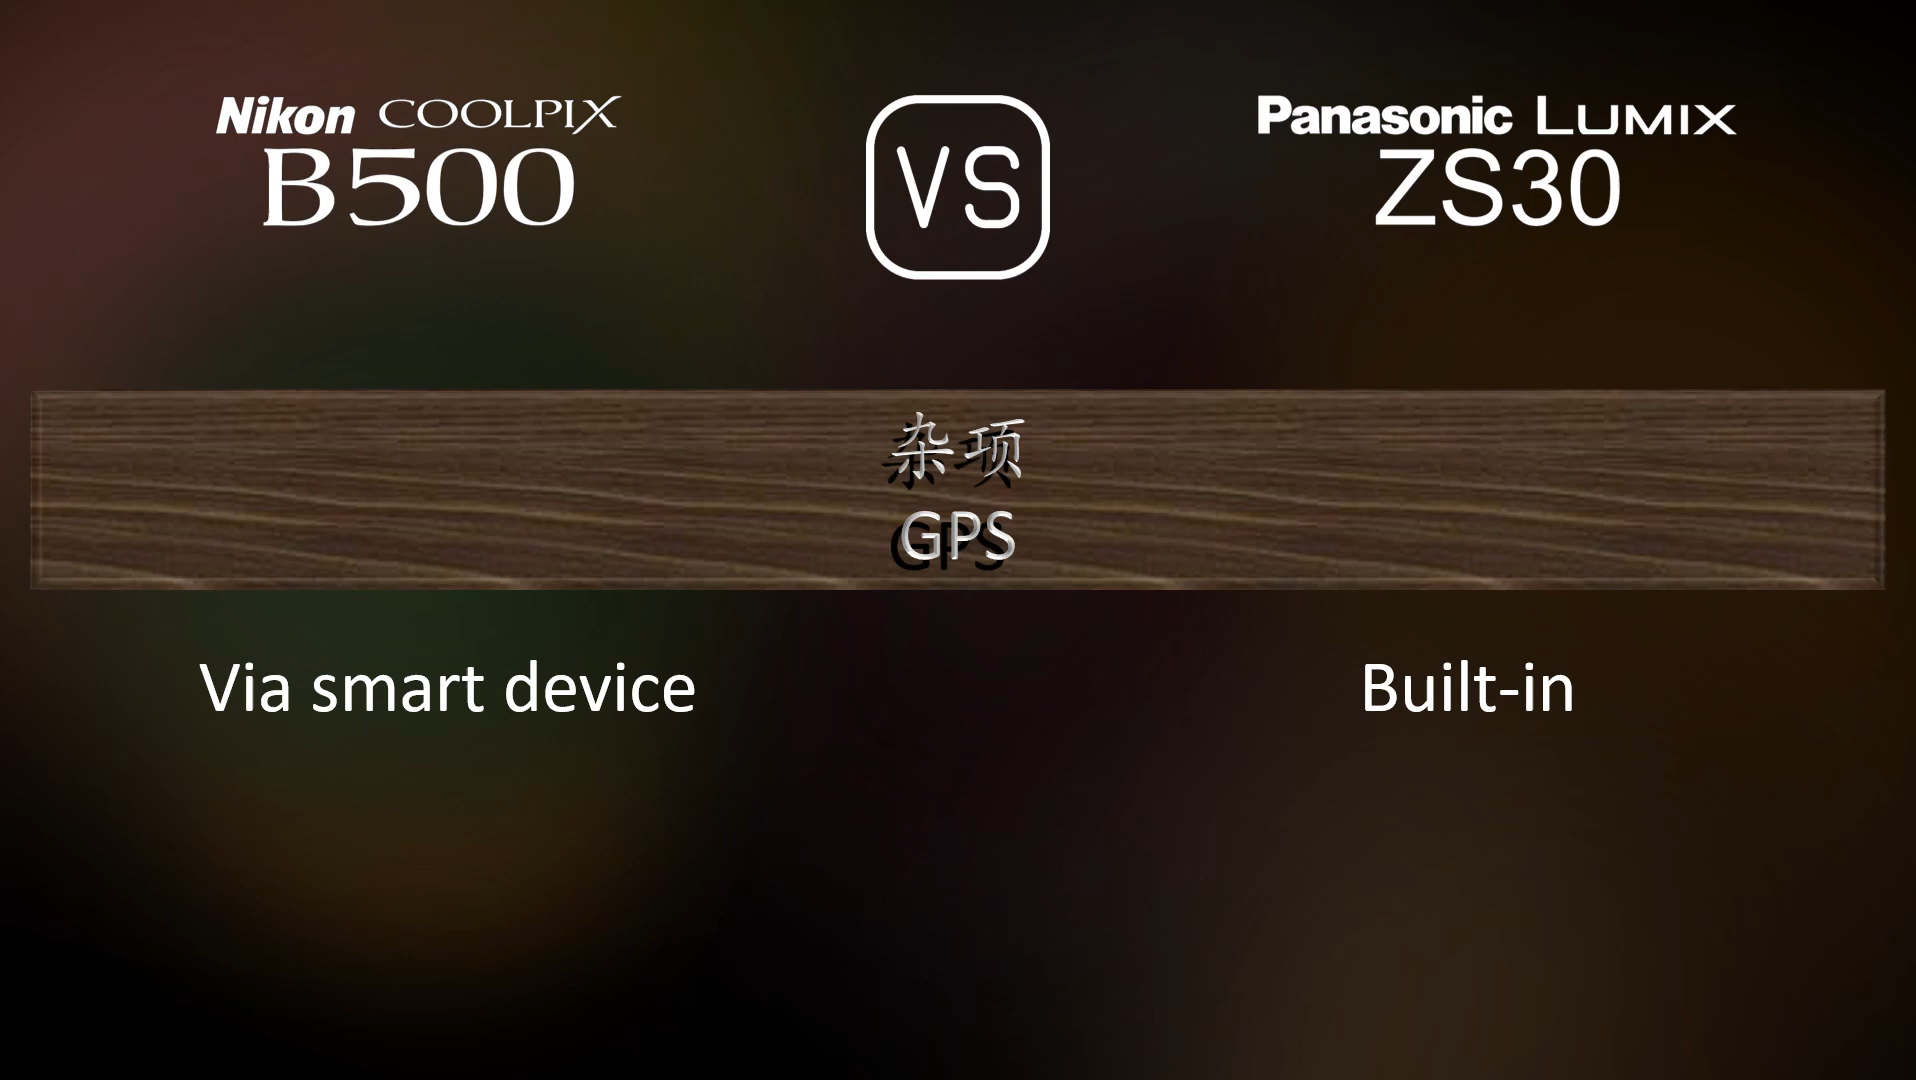 Nikon COOLPIX
B500
VS
Panasonic LUMIX
ZS30
杂项
GPS
Via smart device
Built-in